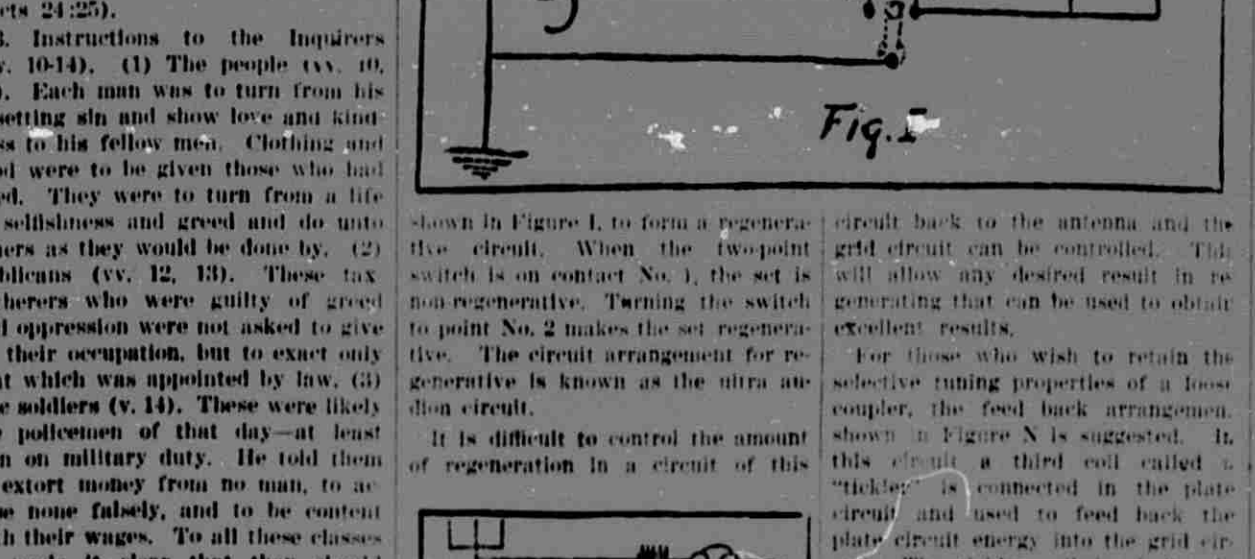 cts 24:25).
3. Instructions to the Inquirers
v. 10-14). (1) The people (vv. 10,
). Each man was to turn from his
setting sin and show love and kind
ss to his fellow men. Clothing and
od were to be given those who had
ed. They were to turn from a life
selfishness and greed and do unto
ners as they would be done by. (2)
blicans (vv. 12, 13). These tax
herers who were guilty of greed
d oppression were not asked to give
their occupation, but to exact only
at which was appointed by law. (3)
e soldiers (v. 14). These were likely
policemen of that day—at least
n on military duty. He told them
extort money from no man, to ac
e none falsely, and to be content
h their wages. To all these classes
Fig. I
shown in Figure I, to form a regenera-
tive circuit. When the two-point
switch is on contact No. 1, the set is
non-regenerative. Turning the switch
to point No. 2 makes the set regenera-
tive. The circuit arrangement for re-
generative is known as the ultra au-
dion circuit.
It is difficult to control the amount
of regeneration in a circuit of this
circuit back to the antenna and the
grid circuit can be controlled. This
will allow any desired result in re
generating that can be used to obtain
excellent results.
For those who wish to retain the
selective tuning properties of a loose
coupler, the feed back arrangemen
shown in Figure N is suggested. In
this circuit a third coil called a
"tickler" is connected in the plate
circuit and used to feed back the
plate circuit energy into the grid cir-